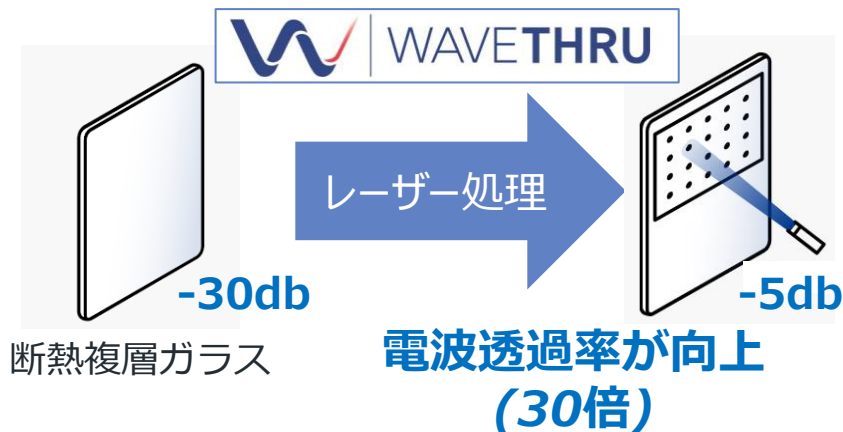 WAVETHRU
レーザー処理
-30db
-5db
断熱複層ガラス
電波透過率が向上
(30倍)